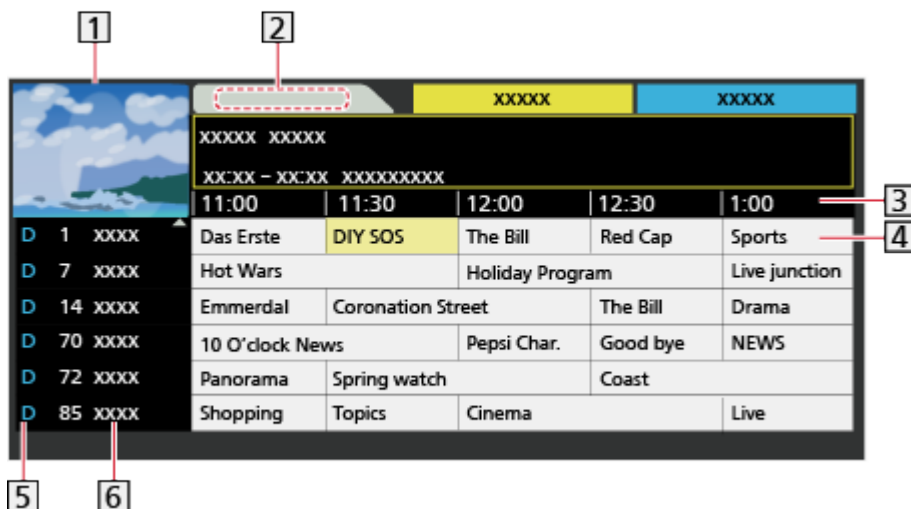 1 2
xxxxx xxxxx
xxxxx xxxxx
xx:xx – xx:xx xxxxxxxxx
11:00 11:30 12:00 12:30 1:00 3
D 1 xxxx Das Erste DIY SOS The Bill Red Cap Sports 4
D 7 xxxx Hot Wars Holiday Program Live junction
D 14 xxxx Emmerdal Coronation Street The Bill Drama
D 70 xxxx 10 O'clock News Pepsi Char. Good bye NEWS
D 72 xxxx Panorama Spring watch Coast
D 85 xxxx Shopping Topics Cinema Live
5 6